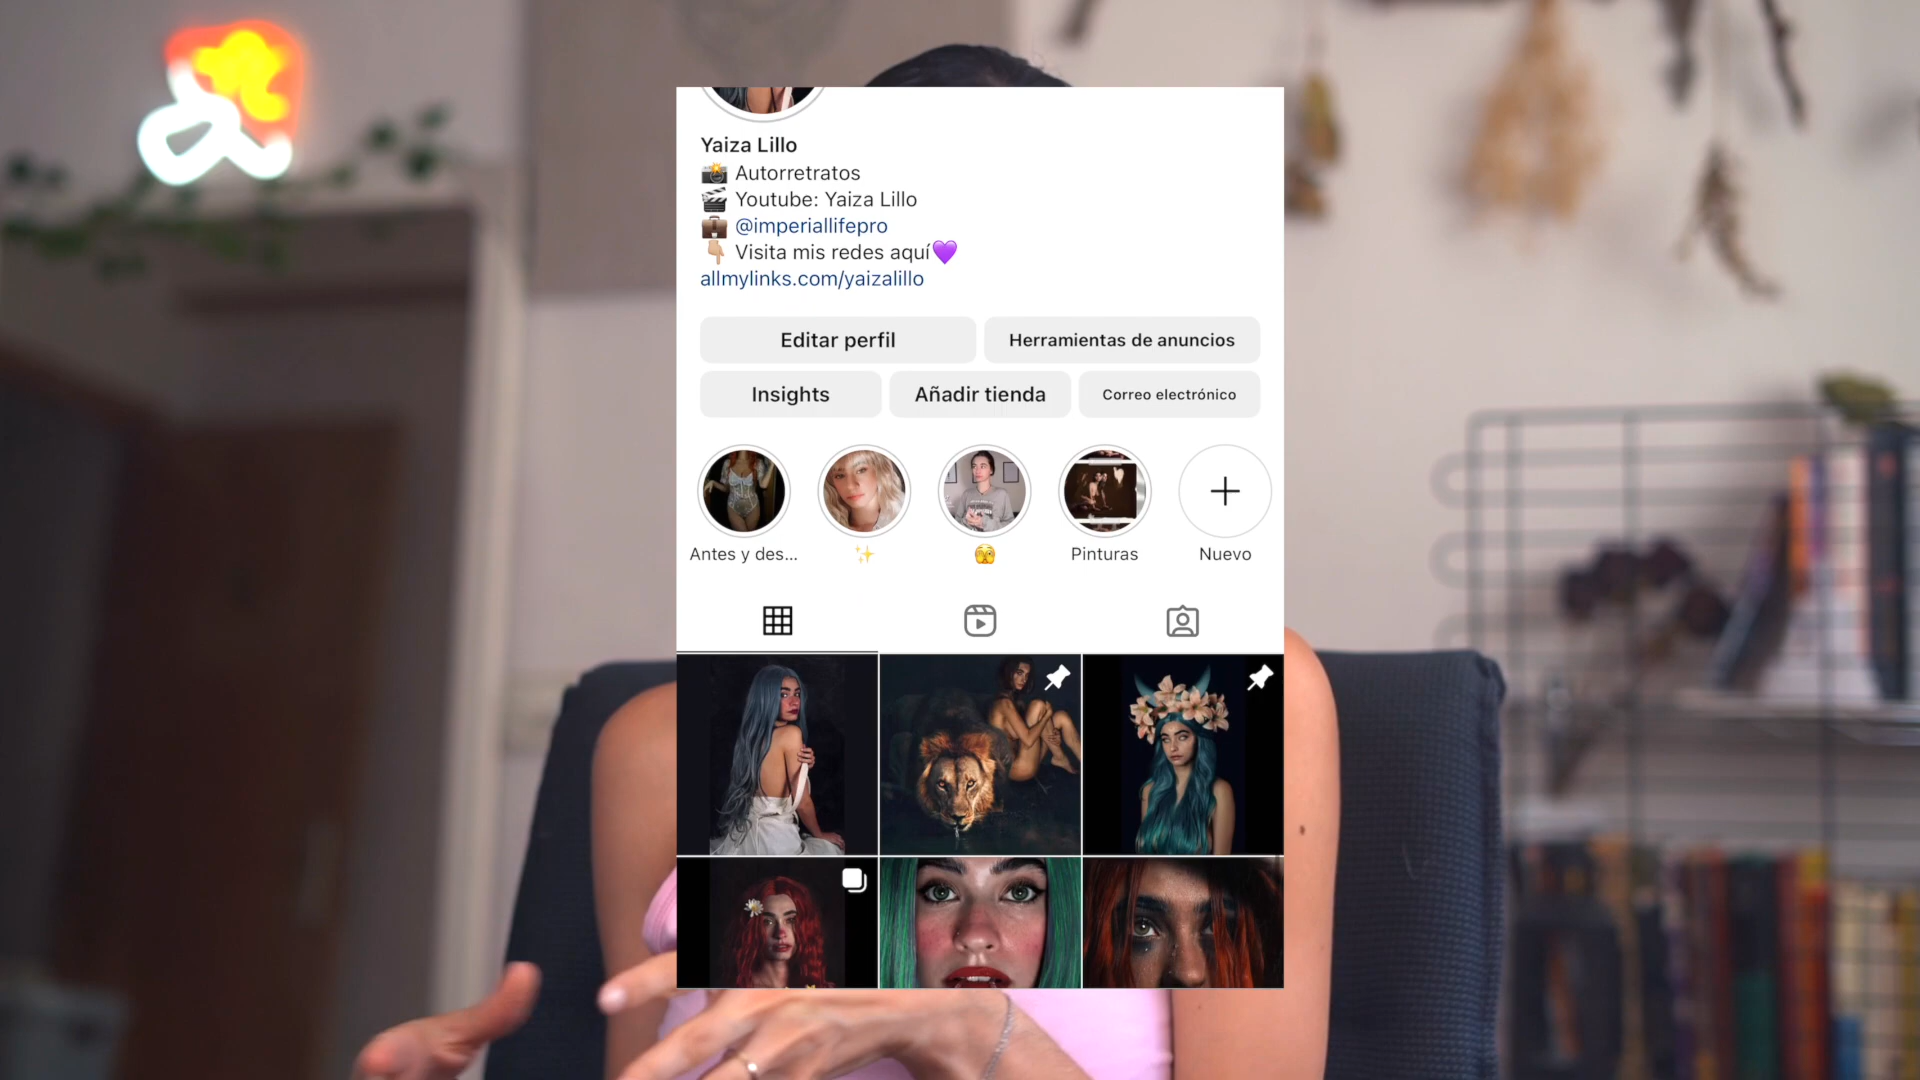 Yaiza Lillo
📸 Autorretratos
🎬 Youtube: Yaiza Lillo
💼 @imperiallifepro
👇🏼 Visita mis redes aquí💜
allmylinks.com/yaizalillo
Editar perfil
Herramientas de anuncios
Insights
Añadir tienda
Correo electrónico
Antes y des...
✨
🫣
Pinturas
Nuevo